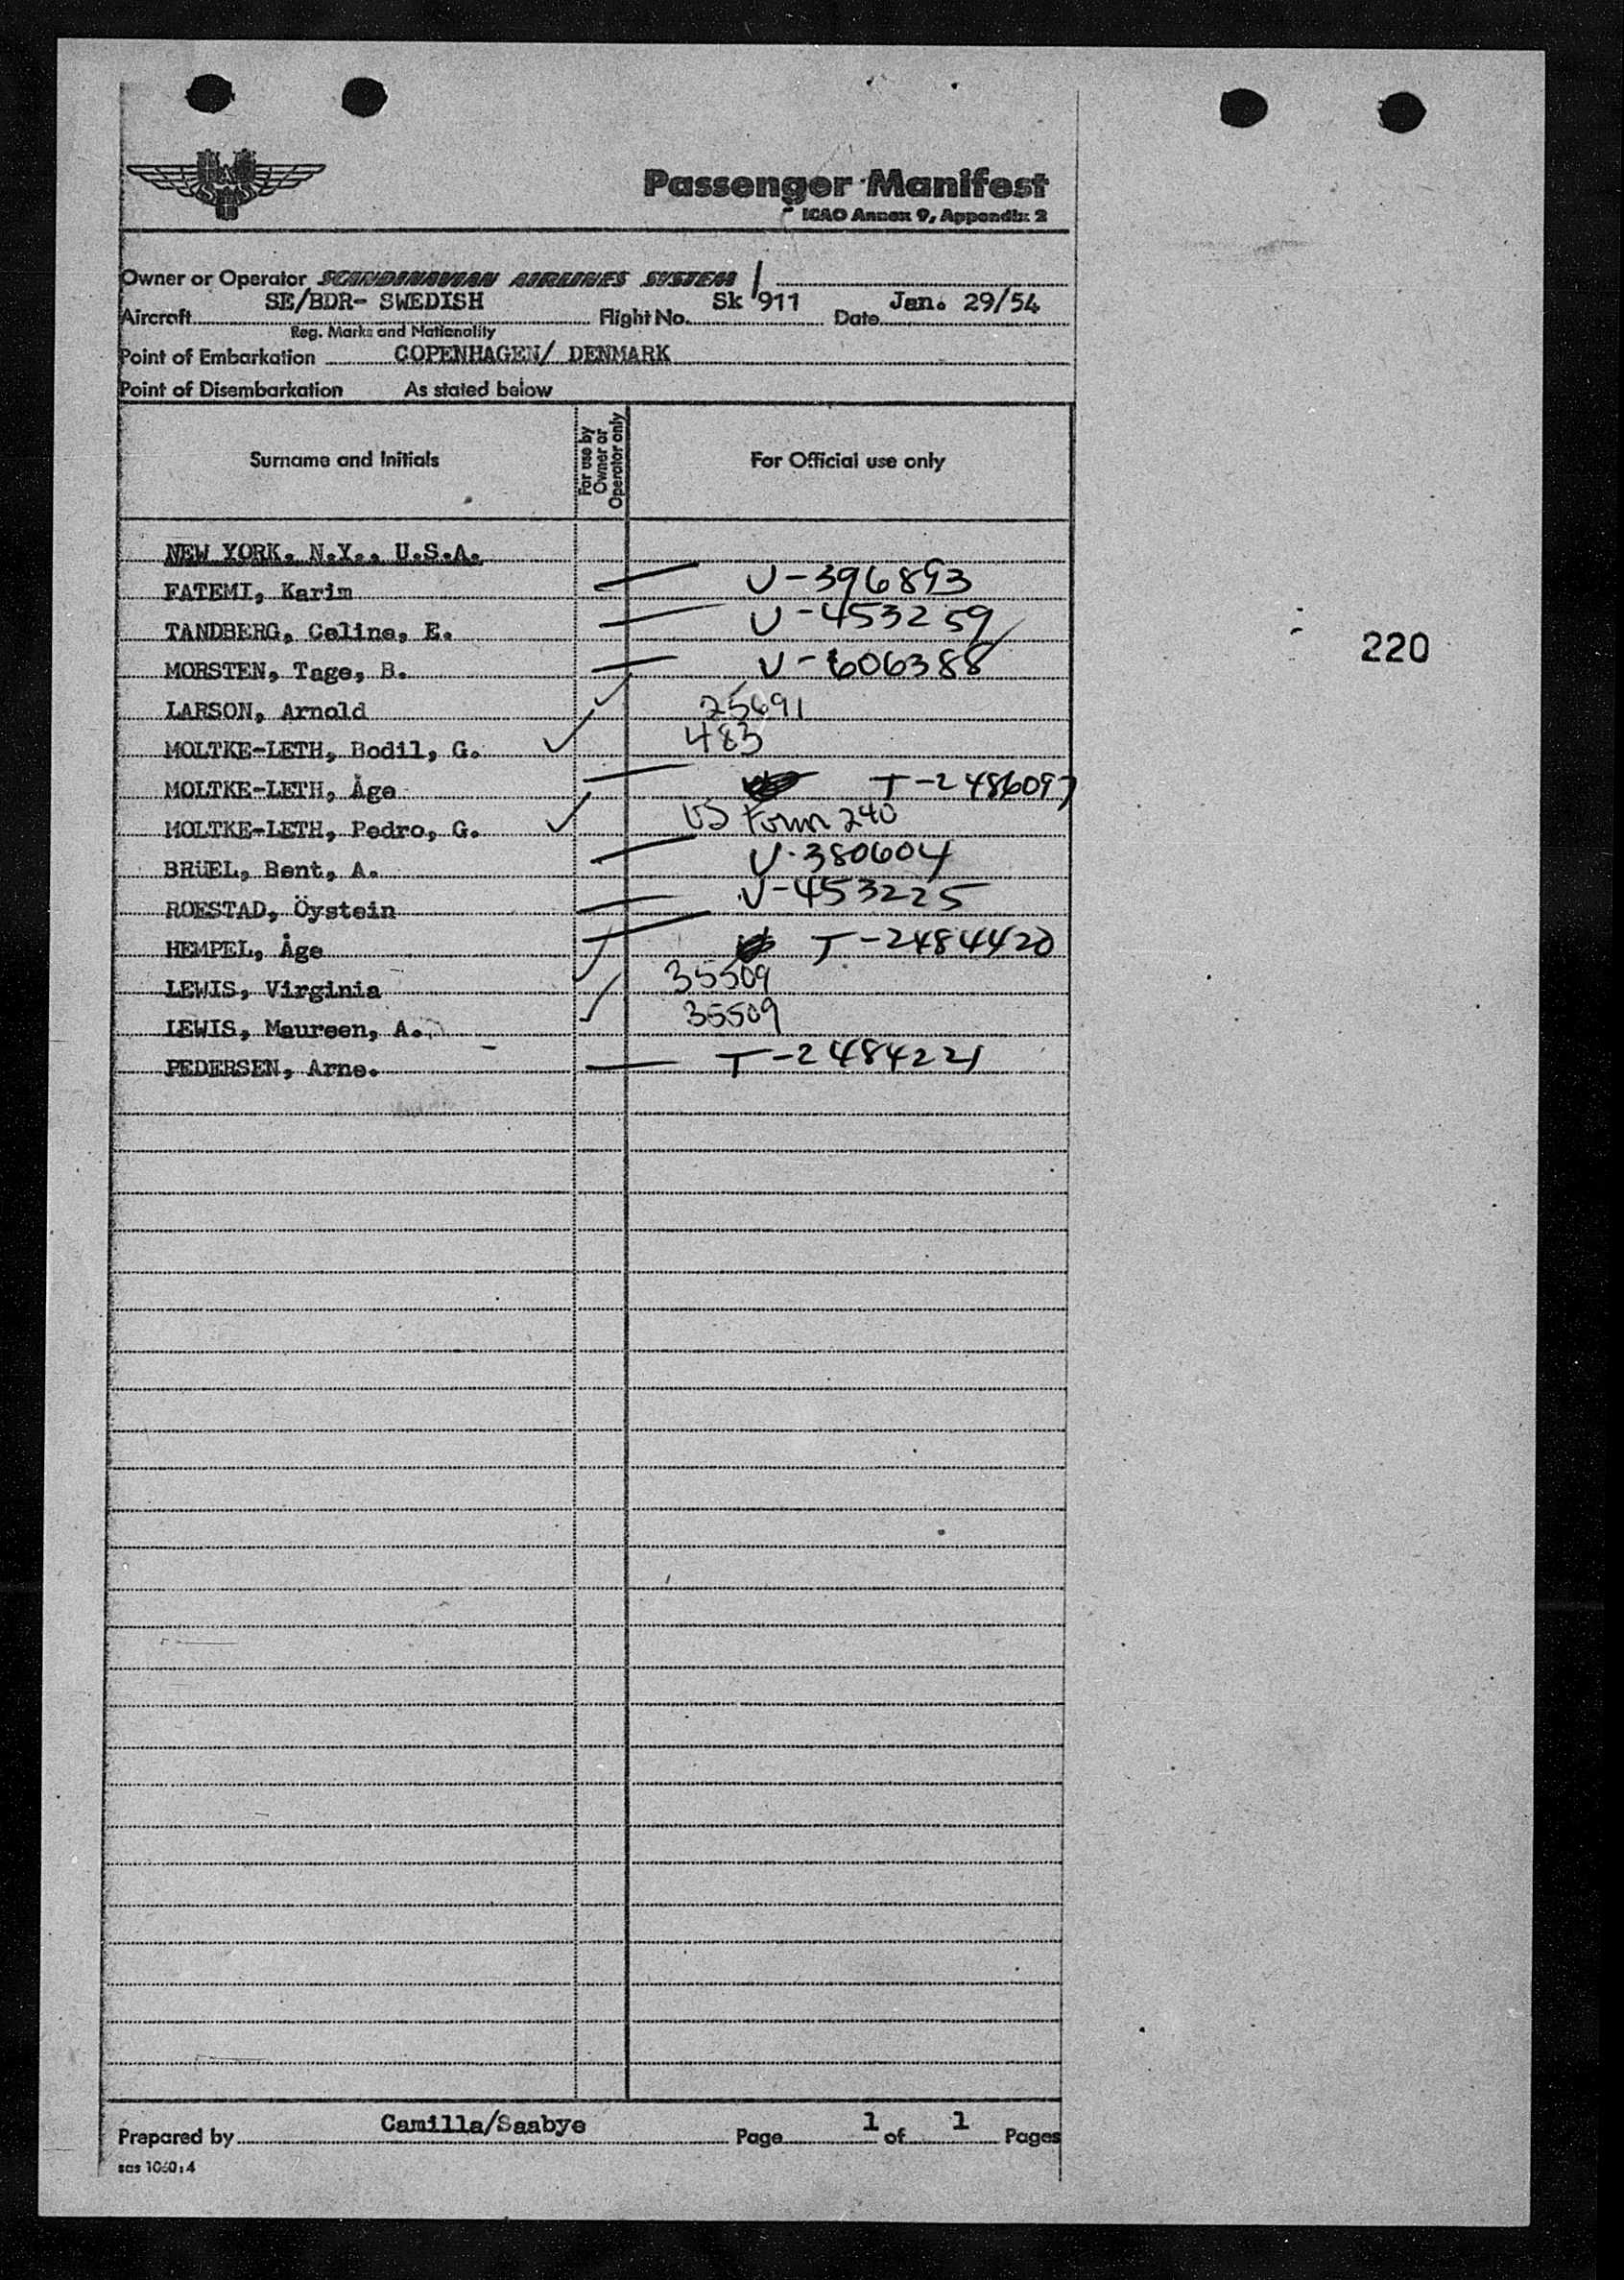 SAS
Passenger Manifest
ICAO Annex 9, Appendix 2
Owner or Operator SCANDINAVIAN AIRLINES SYSTEM /
Aircraft SE/BDR- SWEDISH Flight No. Sk 911 Date Jan. 29/54
Reg. Marks and Nationality
Point of Embarkation COPENHAGEN/ DENMARK
Point of Disembarkation As stated below
Surname and Initials For use by Owner or Operator only For Official use only
NEW YORK. N.Y., U.S.A.
FATEMI, Karim — V-396893
TANDBERG, Celine, E. — V-453259
220
MORSTEN, Tage, B. — V-606388
LARSON, Arnold ✓ 25691
MOLTKE-LETH, Bodil, G. ✓ 483
MOLTKE-LETH, Åge — T-2486097
MOLTKE-LETH, Pedro, G. ✓ US Form 240
BRUEL, Bent, A. — V-380604
ROESTAD, Öystein — V-453225
HEMPEL, Åge — T-2484420
LEWIS, Virginia ✓ 35509
LEWIS, Maureen, A. ✓ 35509
PEDERSEN, Arne. — T-2484221
Prepared by Camilla/Saabye Page 1 of 1 Pages
sas 1060:4